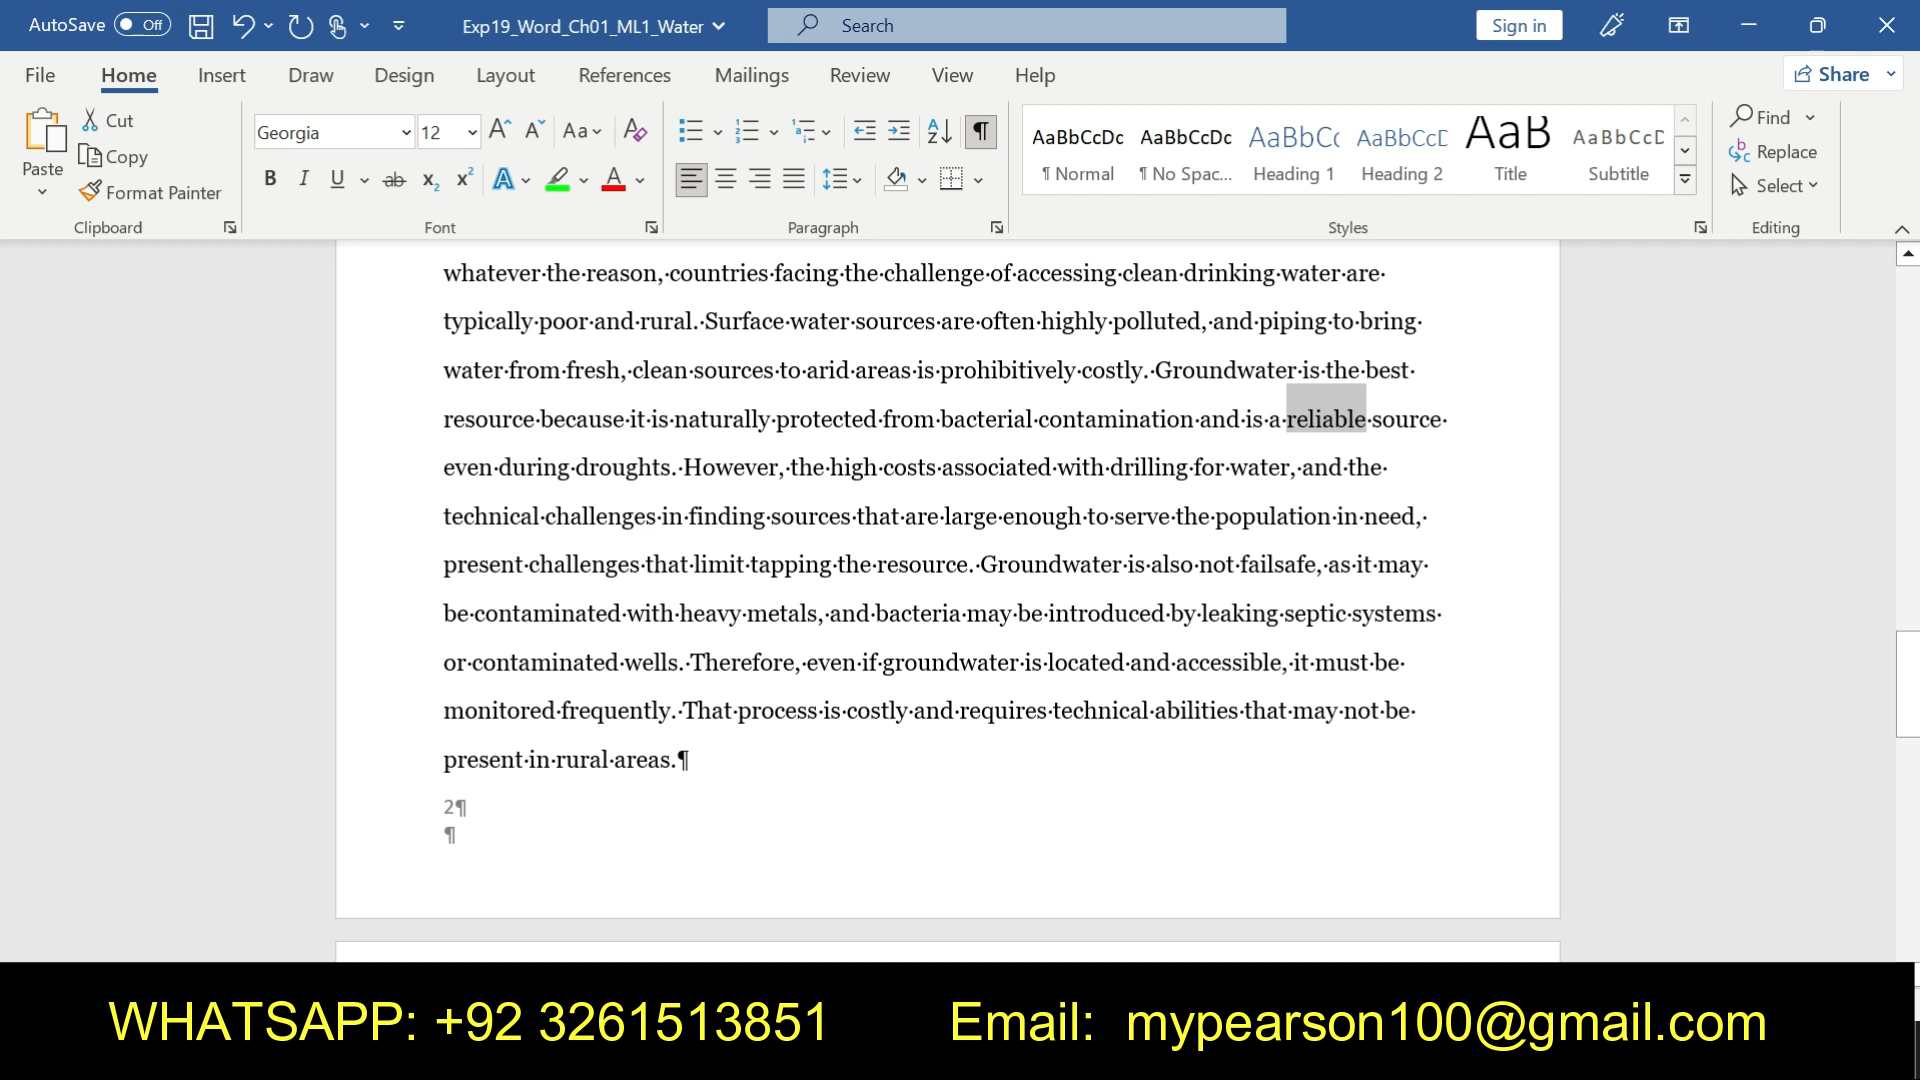 AutoSave Off Exp19_Word_Ch01_ML1_Water Search Sign in
File Home Insert Draw Design Layout References Mailings Review View Help Share
Paste Cut Copy Format Painter
Georgia 12 Aa
B I U ab x₂ x² A A
AaBbCcDc AaBbCcDc AaBbC AaBbCcD AaB AaBbCcD
¶ Normal ¶ No Spac... Heading 1 Heading 2 Title Subtitle
Find
Replace
Select
Clipboard Font Paragraph Styles Editing
whatever·the·reason,·countries·facing·the·challenge·of·accessing·clean·drinking·water·are·
typically·poor·and·rural.·Surface·water·sources·are·often·highly·polluted,·and·piping·to·bring·
water·from·fresh,·clean·sources·to·arid·areas·is·prohibitively·costly.·Groundwater·is·the·best·
resource·because·it·is·naturally·protected·from·bacterial·contamination·and·is·a·reliable·source·
even·during·droughts.·However,·the·high·costs·associated·with·drilling·for·water,·and·the·
technical·challenges·in·finding·sources·that·are·large·enough·to·serve·the·population·in·need,·
present·challenges·that·limit·tapping·the·resource.·Groundwater·is·also·not·failsafe,·as·it·may·
be·contaminated·with·heavy·metals,·and·bacteria·may·be·introduced·by·leaking·septic·systems·
or·contaminated·wells.·Therefore,·even·if·groundwater·is·located·and·accessible,·it·must·be·
monitored·frequently.·That·process·is·costly·and·requires·technical·abilities·that·may·not·be·
present·in·rural·areas.¶
2¶
¶
WHATSAPP: +92 3261513851 Email: mypearson100@gmail.com